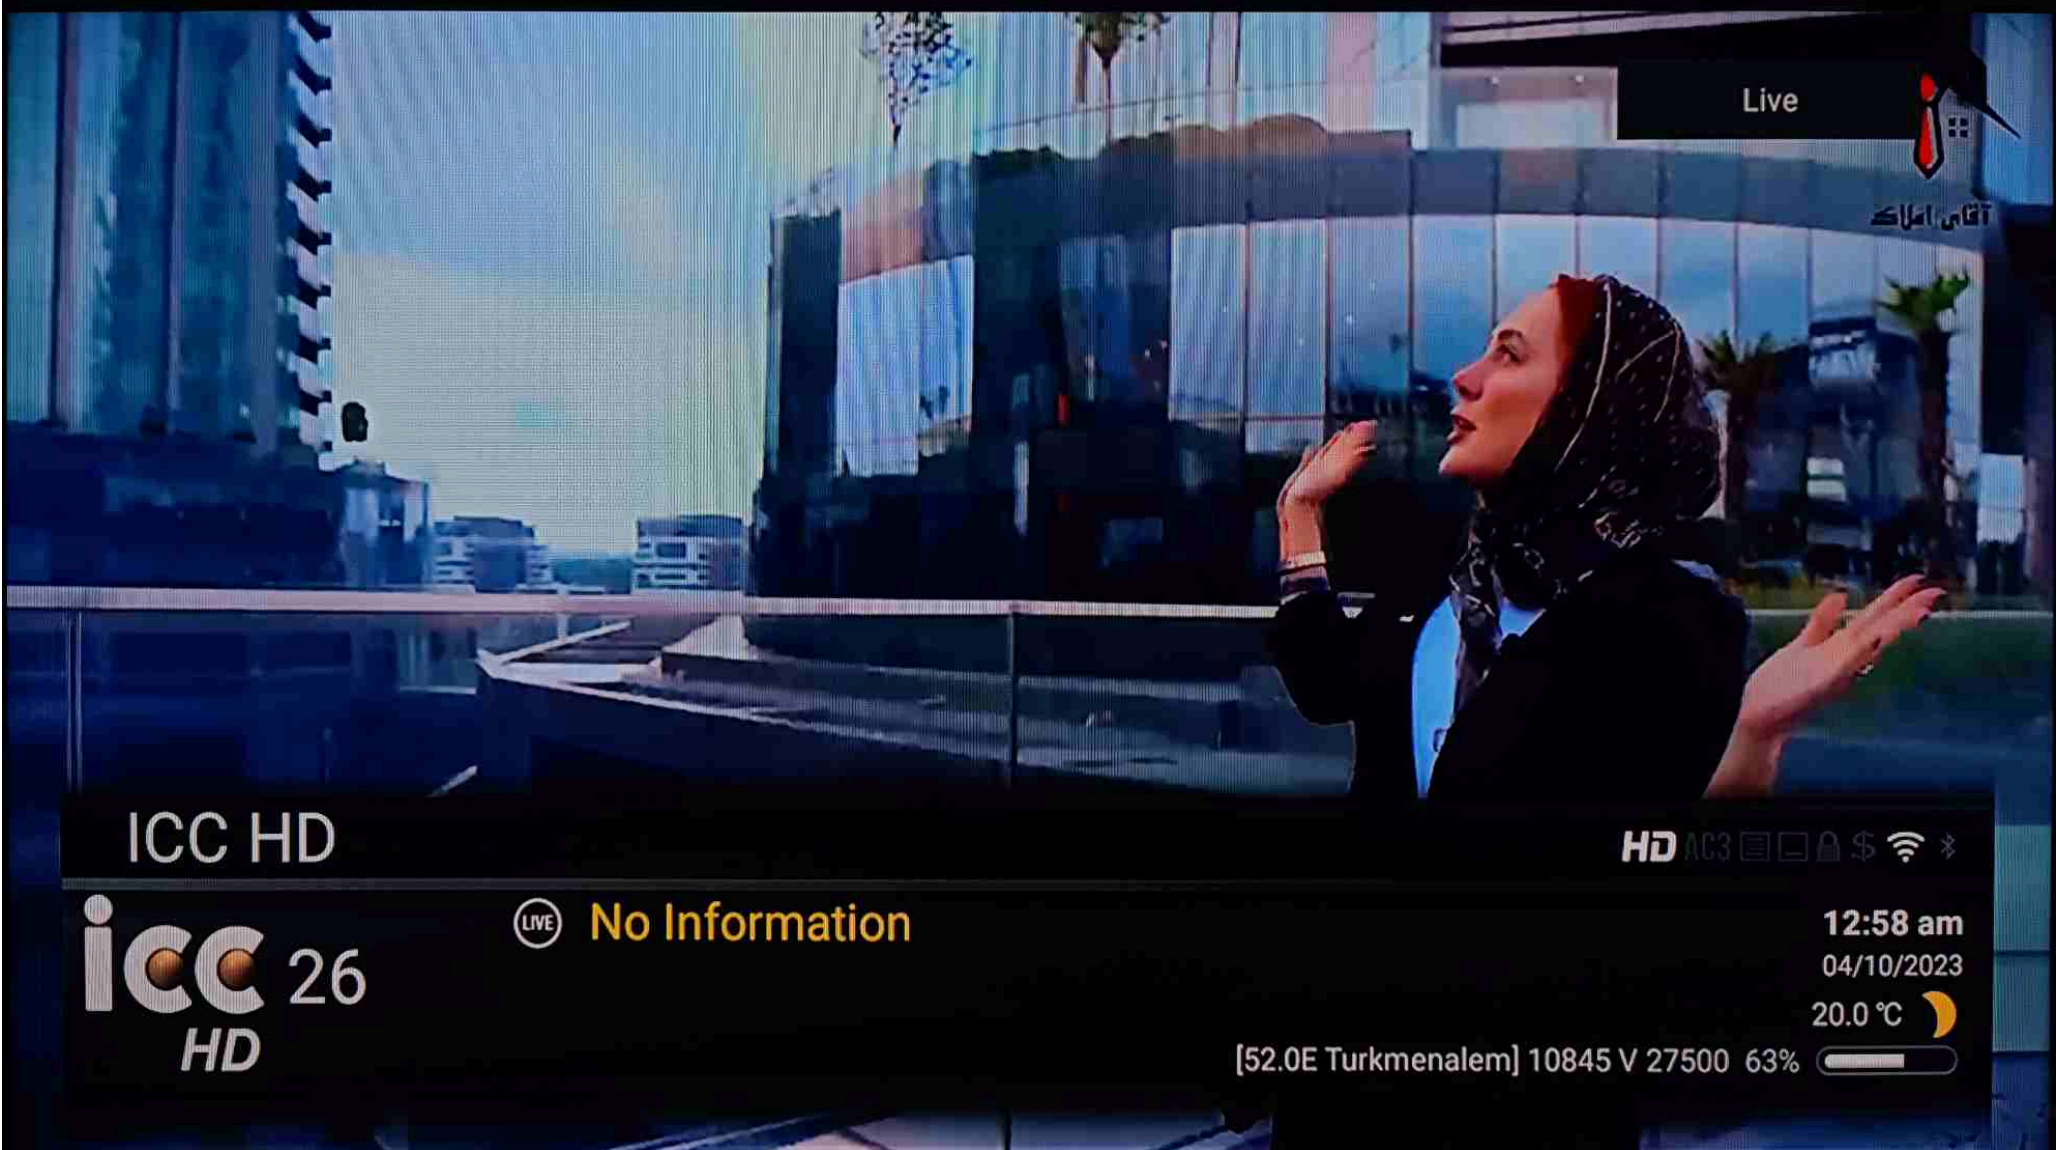 Live
آقای املاک
ICC HD
HD AC3 $
icc HD
26
LIVE No Information
12:58 am
04/10/2023
20.0 °C
[52.0E Turkmenalem] 10845 V 27500 63%